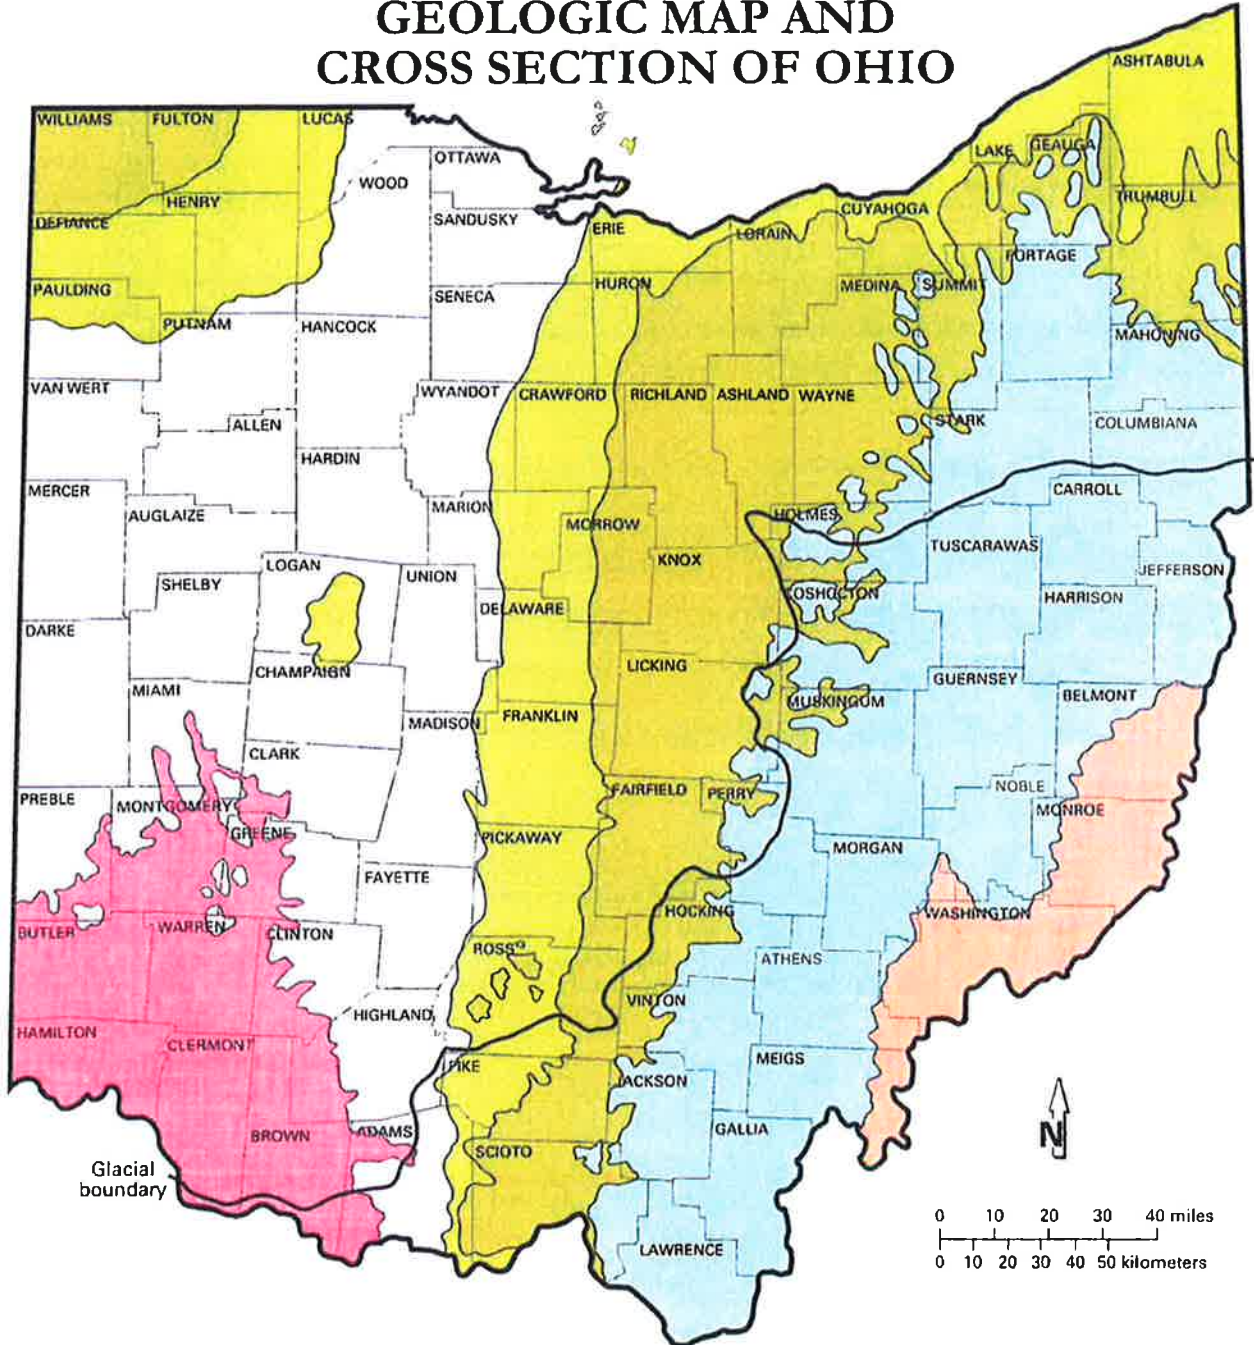 GEOLOGIC MAP AND
CROSS SECTION OF OHIO
ASHTABULA
WILLIAMS
FULTON
LUCAS
OTTAWA
LAKE
GEAUGA
WOOD
HENRY
SANDUSKY
CUYAHOGA
TRUMBULL
DEFIANCE
ERIE
LORAIN
PORTAGE
PAULDING
SENECA
HURON
MEDINA
SUMMIT
PUTNAM
HANCOCK
MAHONING
VAN WERT
WYANDOT
CRAWFORD
RICHLAND
ASHLAND
WAYNE
ALLEN
STARK
COLUMBIANA
HARDIN
MERCER
CARROLL
AUGLAIZE
MARION
MORROW
HOLMES
TUSCARAWAS
KNOX
LOGAN
UNION
JEFFERSON
SHELBY
DELAWARE
COSHOCTON
HARRISON
DARKE
LICKING
CHAMPAIGN
GUERNSEY
MIAMI
BELMONT
MUSKINGUM
MADISON
FRANKLIN
CLARK
NOBLE
PREBLE
MONTGOMERY
FAIRFIELD
PERRY
MONROE
GREENE
PICKAWAY
MORGAN
FAYETTE
HOCKING
WASHINGTON
BUTLER
WARREN
CLINTON
ROSS
ATHENS
VINTON
HIGHLAND
HAMILTON
CLERMONT
PIKE
MEIGS
JACKSON
BROWN
ADAMS
GALLIA
N
SCIOTO
Glacial
boundary
0 10 20 30 40 miles
LAWRENCE
0 10 20 30 40 50 kilometers